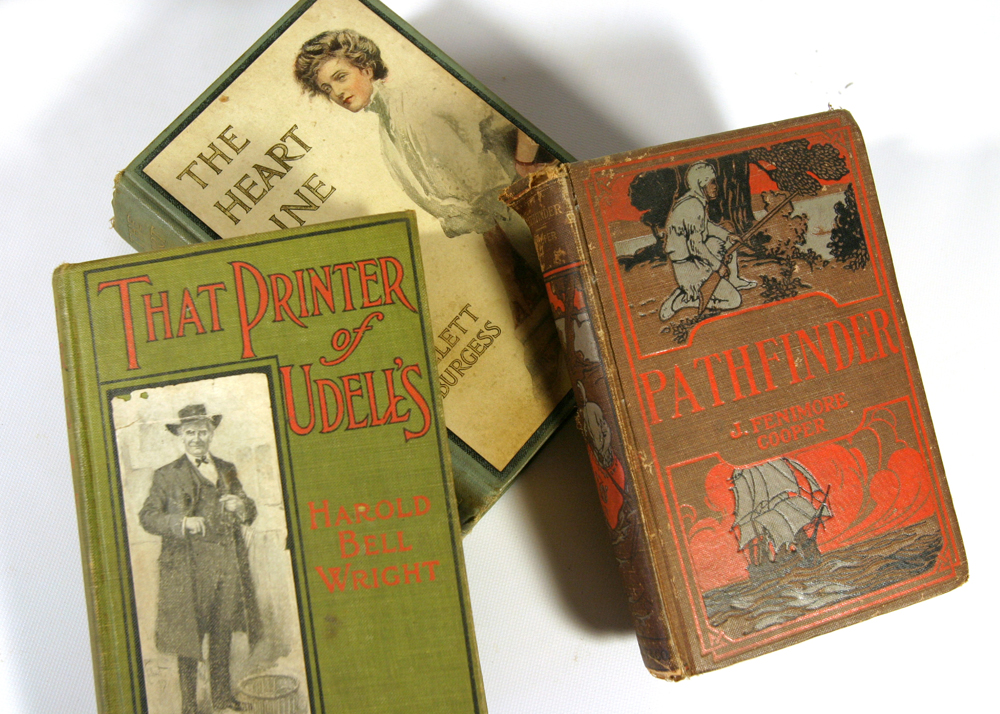 THE
HEART
LINE
LETT
BURGESS
THAT PRINTER
of
UDELL'S
HAROLD
BELL
WRIGHT
PATHFINDER
J. FENIMORE
COOPER